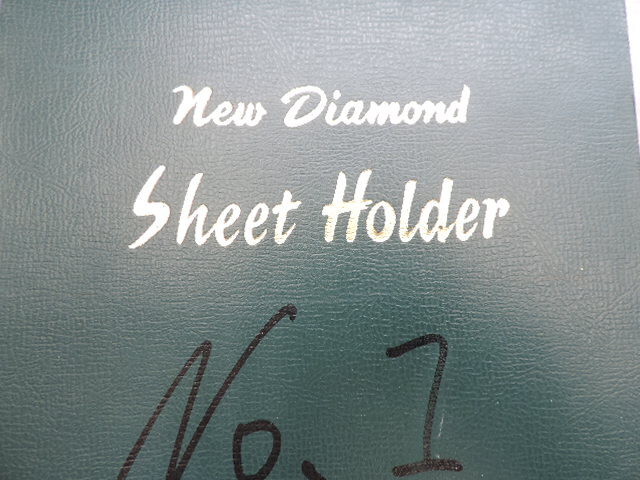 New Diamond
Sheet Holder
No. 1